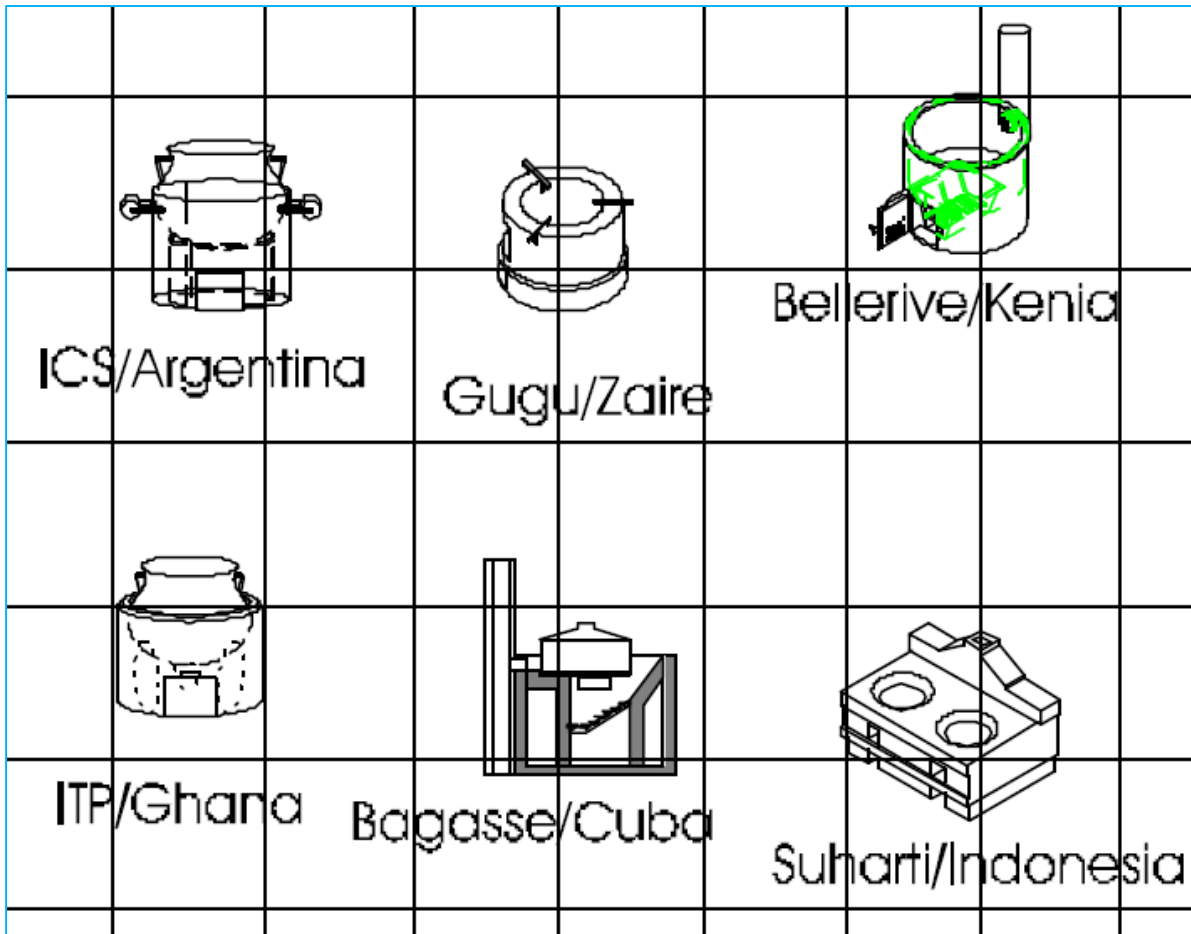 ICS/Argentina
Gugu/Zaire
Bellerive/Kenia
ITP/Ghana
Bagasse/Cuba
Suharti/Indonesia